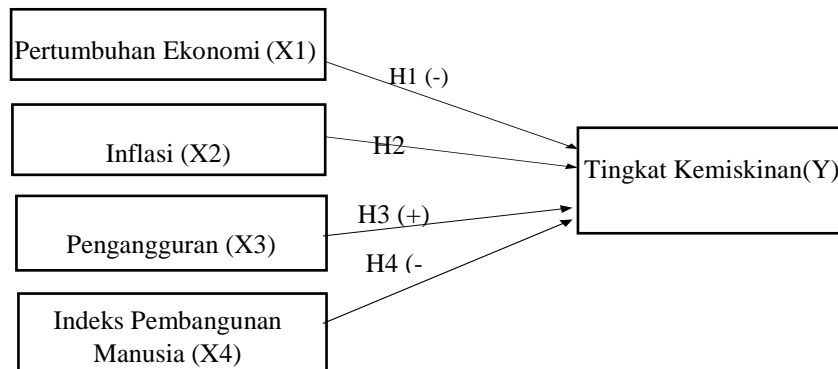 Pertumbuhan Ekonomi (X1)
H1 (-)
Inflasi (X2)
H2
Tingkat Kemiskinan(Y)
Pengangguran (X3)
H3 (+)
H4 (-
Indeks Pembangunan
Manusia (X4)